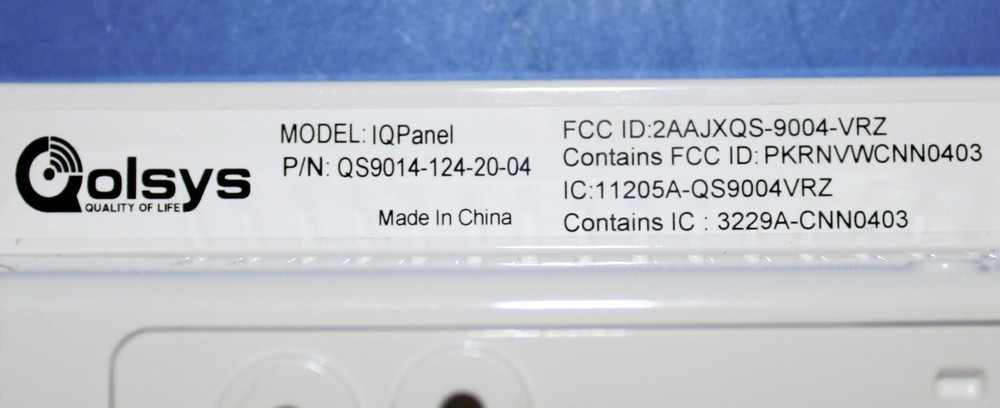 Qolsys
QUALITY OF LIFE
MODEL: IQPanel
P/N: QS9014-124-20-04
Made In China
FCC ID:2AAJXQS-9004-VRZ
Contains FCC ID: PKRNVWCNN0403
IC:11205A-QS9004VRZ
Contains IC : 3229A-CNN0403